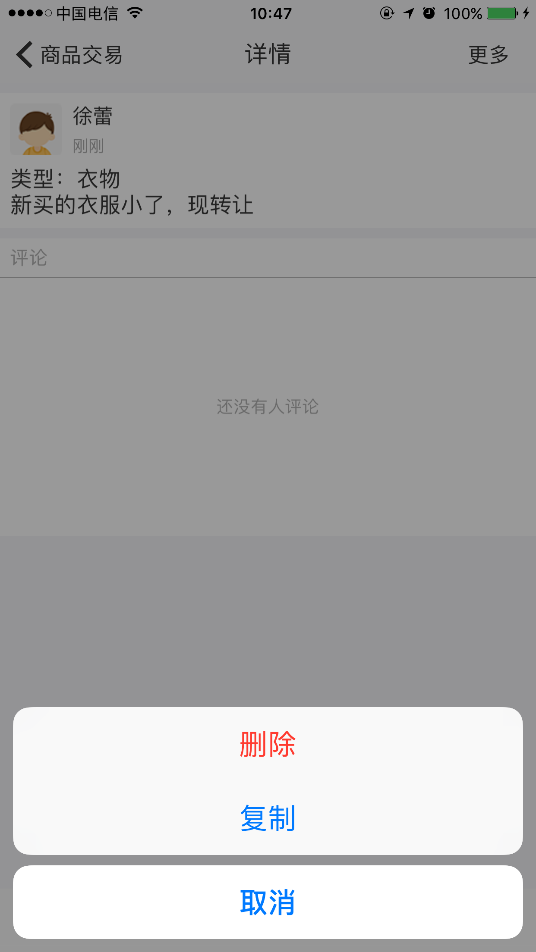 中国电信 10:47 100%
商品交易 详情 更多
徐蕾
刚刚
类型：衣物
新买的衣服小了，现转让
评论
还没有人评论
删除
复制
取消